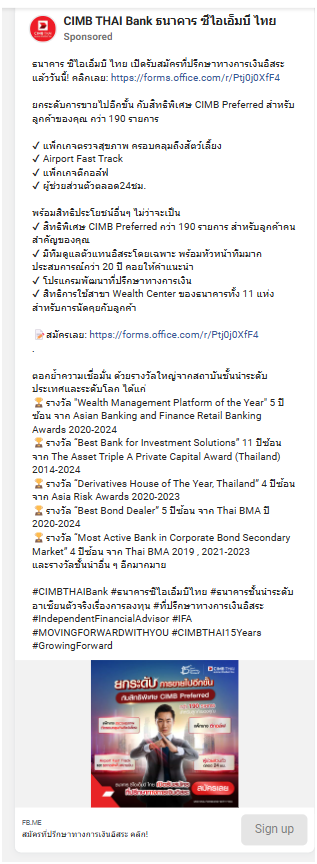 CIMB THAI Bank ธนาคาร ซีไอเอ็มบี ไทย
Sponsored
ธนาคาร ซีไอเอ็มบี ไทย เปิดรับสมัครที่ปรึกษาทางการเงินอิสระ
แล้ววันนี้! คลิกเลย: https://forms.office.com/r/Ptj0j0XfF4
ยกระดับการขายไปอีกขั้น กับสิทธิพิเศษ CIMB Preferred สำหรับ
ลูกค้าของคุณ กว่า 190 รายการ
✓ แพ็กเกจตรวจสุขภาพ ครอบคลุมถึงสัตว์เลี้ยง
✓ Airport Fast Track
✓ แพ็กเกจตีกอล์ฟ
✓ ผู้ช่วยส่วนตัวตลอด24ชม.
พร้อมสิทธิประโยชน์อื่นๆ ไม่ว่าจะเป็น
✓ สิทธิพิเศษ CIMB Preferred กว่า 190 รายการ สำหรับลูกค้าคน
สำคัญของคุณ
✓ มีทีมดูแลตัวแทนอิสระโดยเฉพาะ พร้อมหัวหน้าทีมมาก
ประสบการณ์กว่า 20 ปี คอยให้คำแนะนำ
✓ โปรแกรมพัฒนาที่ปรึกษาทางการเงิน
✓ สิทธิการใช้สาขา Wealth Center ของธนาคารทั้ง 11 แห่ง
สำหรับการนัดคุยกับลูกค้า
📝สมัครเลย: https://forms.office.com/r/Ptj0j0XfF4
.
ตอกย้ำความเชื่อมั่น ด้วยรางวัลใหญ่จากสถาบันชั้นนำระดับ
ประเทศและระดับโลก ได้แก่
🏆รางวัล "Wealth Management Platform of the Year" 5 ปี
ซ้อน จาก Asian Banking and Finance Retail Banking
Awards 2020-2024
🏆รางวัล "Best Bank for Investment Solutions" 11 ปีซ้อน
จาก The Asset Triple A Private Capital Award (Thailand)
2014-2024
🏆รางวัล "Derivatives House of The Year, Thailand" 4 ปีซ้อน
จาก Asia Risk Awards 2020-2023
🏆รางวัล "Best Bond Dealer" 5 ปีซ้อน จาก Thai BMA ปี
2020-2024
🏆รางวัล "Most Active Bank in Corporate Bond Secondary
Market" 4 ปีซ้อน จาก Thai BMA 2019 , 2021-2023
และรางวัลชั้นนำอื่น ๆ อีกมากมาย
#CIMBTHAIBank #ธนาคารซีไอเอ็มบีไทย #ธนาคารชั้นนำระดับ
อาเซียนตัวจริงเรื่องการลงทุน #ที่ปรึกษาทางการเงินอิสระ
#IndependentFinancialAdvisor #IFA
#MOVINGFORWARDWITHYOU #CIMBTHAI15Years
#GrowingForward
CIMB THAI
ยกระดับ การขายไปอีกขั้น
กับสิทธิพิเศษ CIMB Preferred
สมัครเลย
FB.ME
สมัครที่ปรึกษาทางการเงินอิสระ คลิก!
Sign up